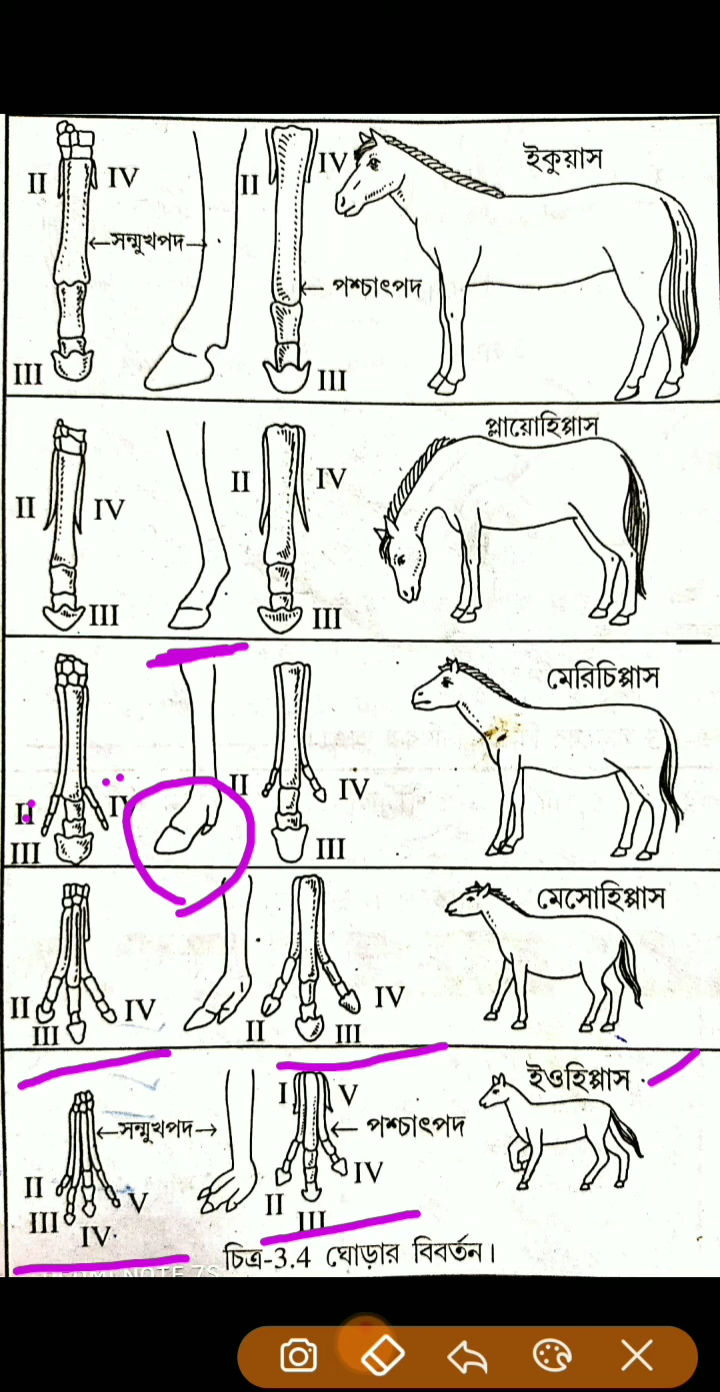 ইকুয়াস
II IV II IV
←সন্মুখপদ→
← পশ্চাৎপদ
III III
প্লায়োহিপ্পাস
II IV II IV
III III
মেরিচিপ্পাস
II IV II IV
III III
মেসোহিপ্পাস
II IV IV
III II III
ইওহিপ্পাস
I V
←সন্মুখপদ→ ← পশ্চাৎপদ
II V IV
III IV II
III
চিত্র-3.4 ঘোড়ার বিবর্তন।